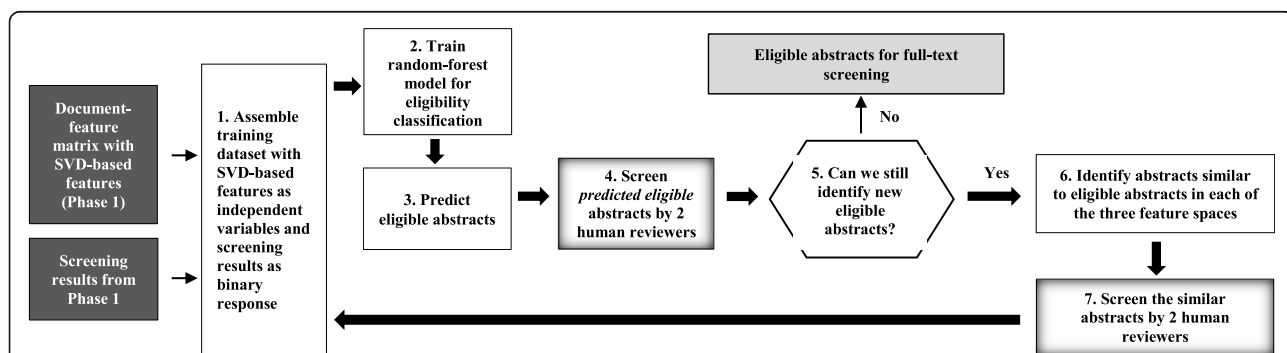 Document-
feature
matrix with
SVD-based
features
(Phase 1)
Screening
results from
Phase 1
1. Assemble
training
dataset with
SVD-based
features as
independent
variables and
screening
results as
binary
response
2. Train
random-forest
model for
eligibility
classification
3. Predict
eligible abstracts
4. Screen
predicted eligible
abstracts by 2
human reviewers
5. Can we still
identify new
eligible
abstracts?
No
Eligible abstracts for full-text
screening
Yes
6. Identify abstracts similar
to eligible abstracts in each of
the three feature spaces
7. Screen the similar
abstracts by 2 human
reviewers